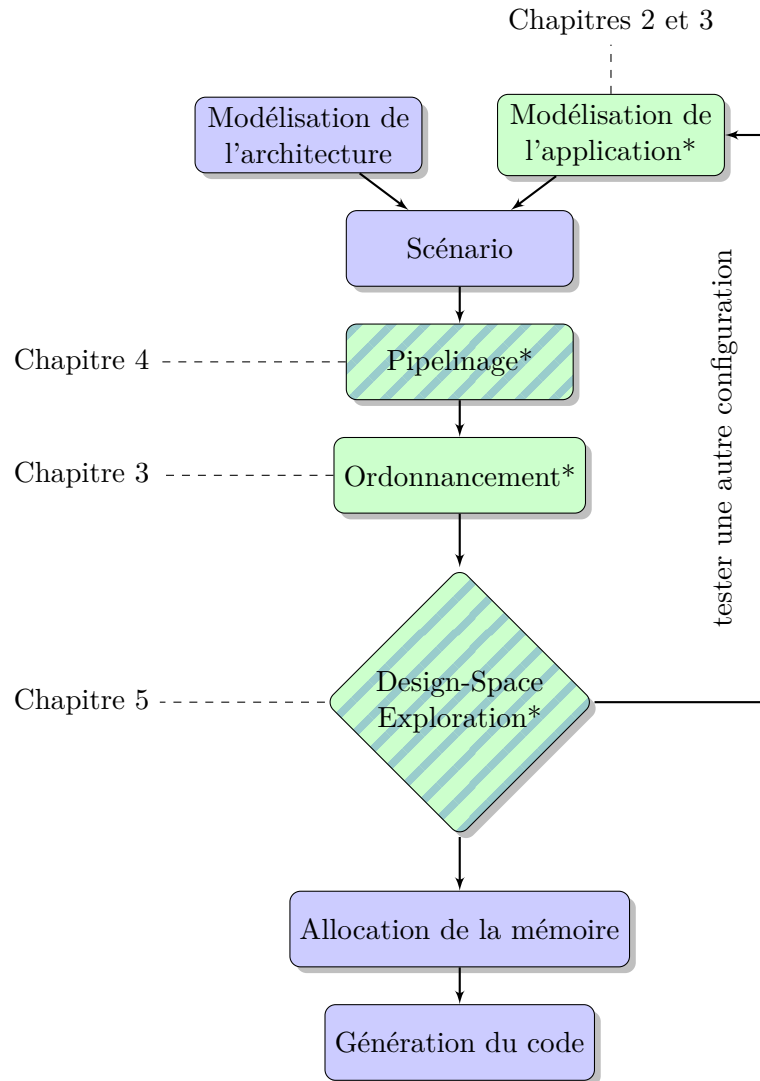 Chapitres 2 et 3
Modélisation de
l'architecture
Modélisation de
l'application*
Scénario
Chapitre 4
Pipelinage*
Chapitre 3
Ordonnancement*
tester une autre configuration
Chapitre 5
Design-Space
Exploration*
Allocation de la mémoire
Génération du code